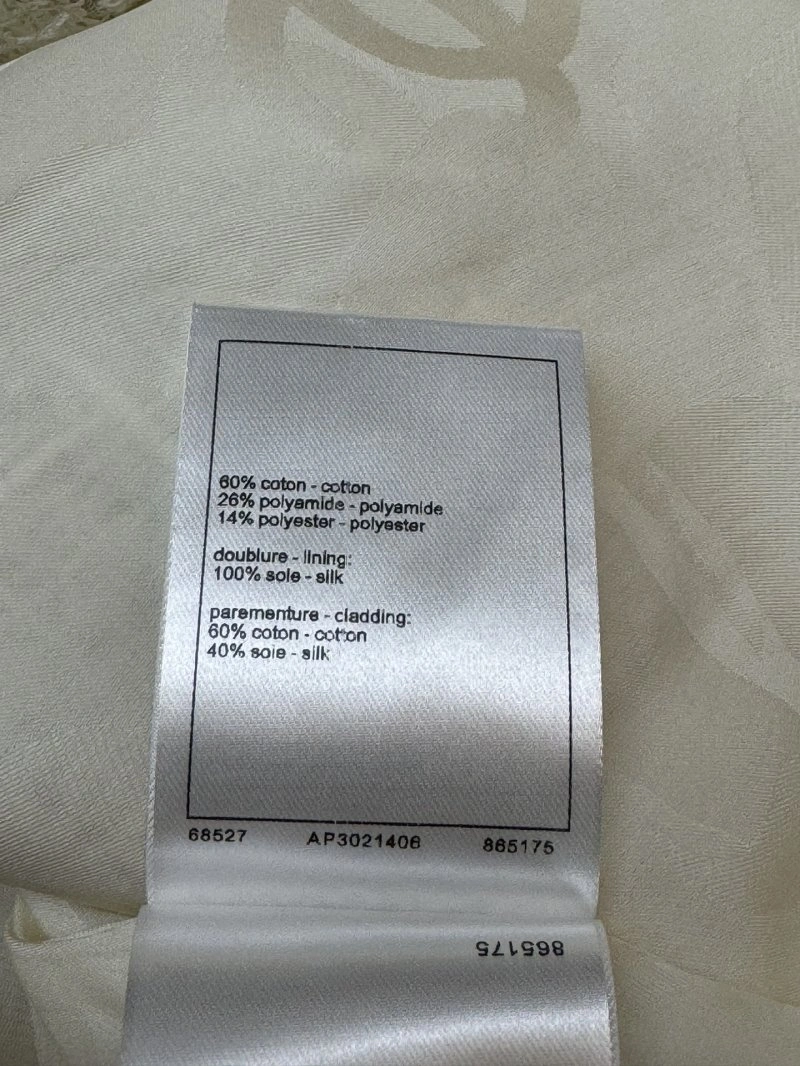 60% coton - cotton
26% polyamide - polyamide
14% polyester - polyester
doublure - lining:
100% soie - silk
parementure - cladding:
60% coton - cotton
40% soie - silk
68527 AP3021406 865175
865175